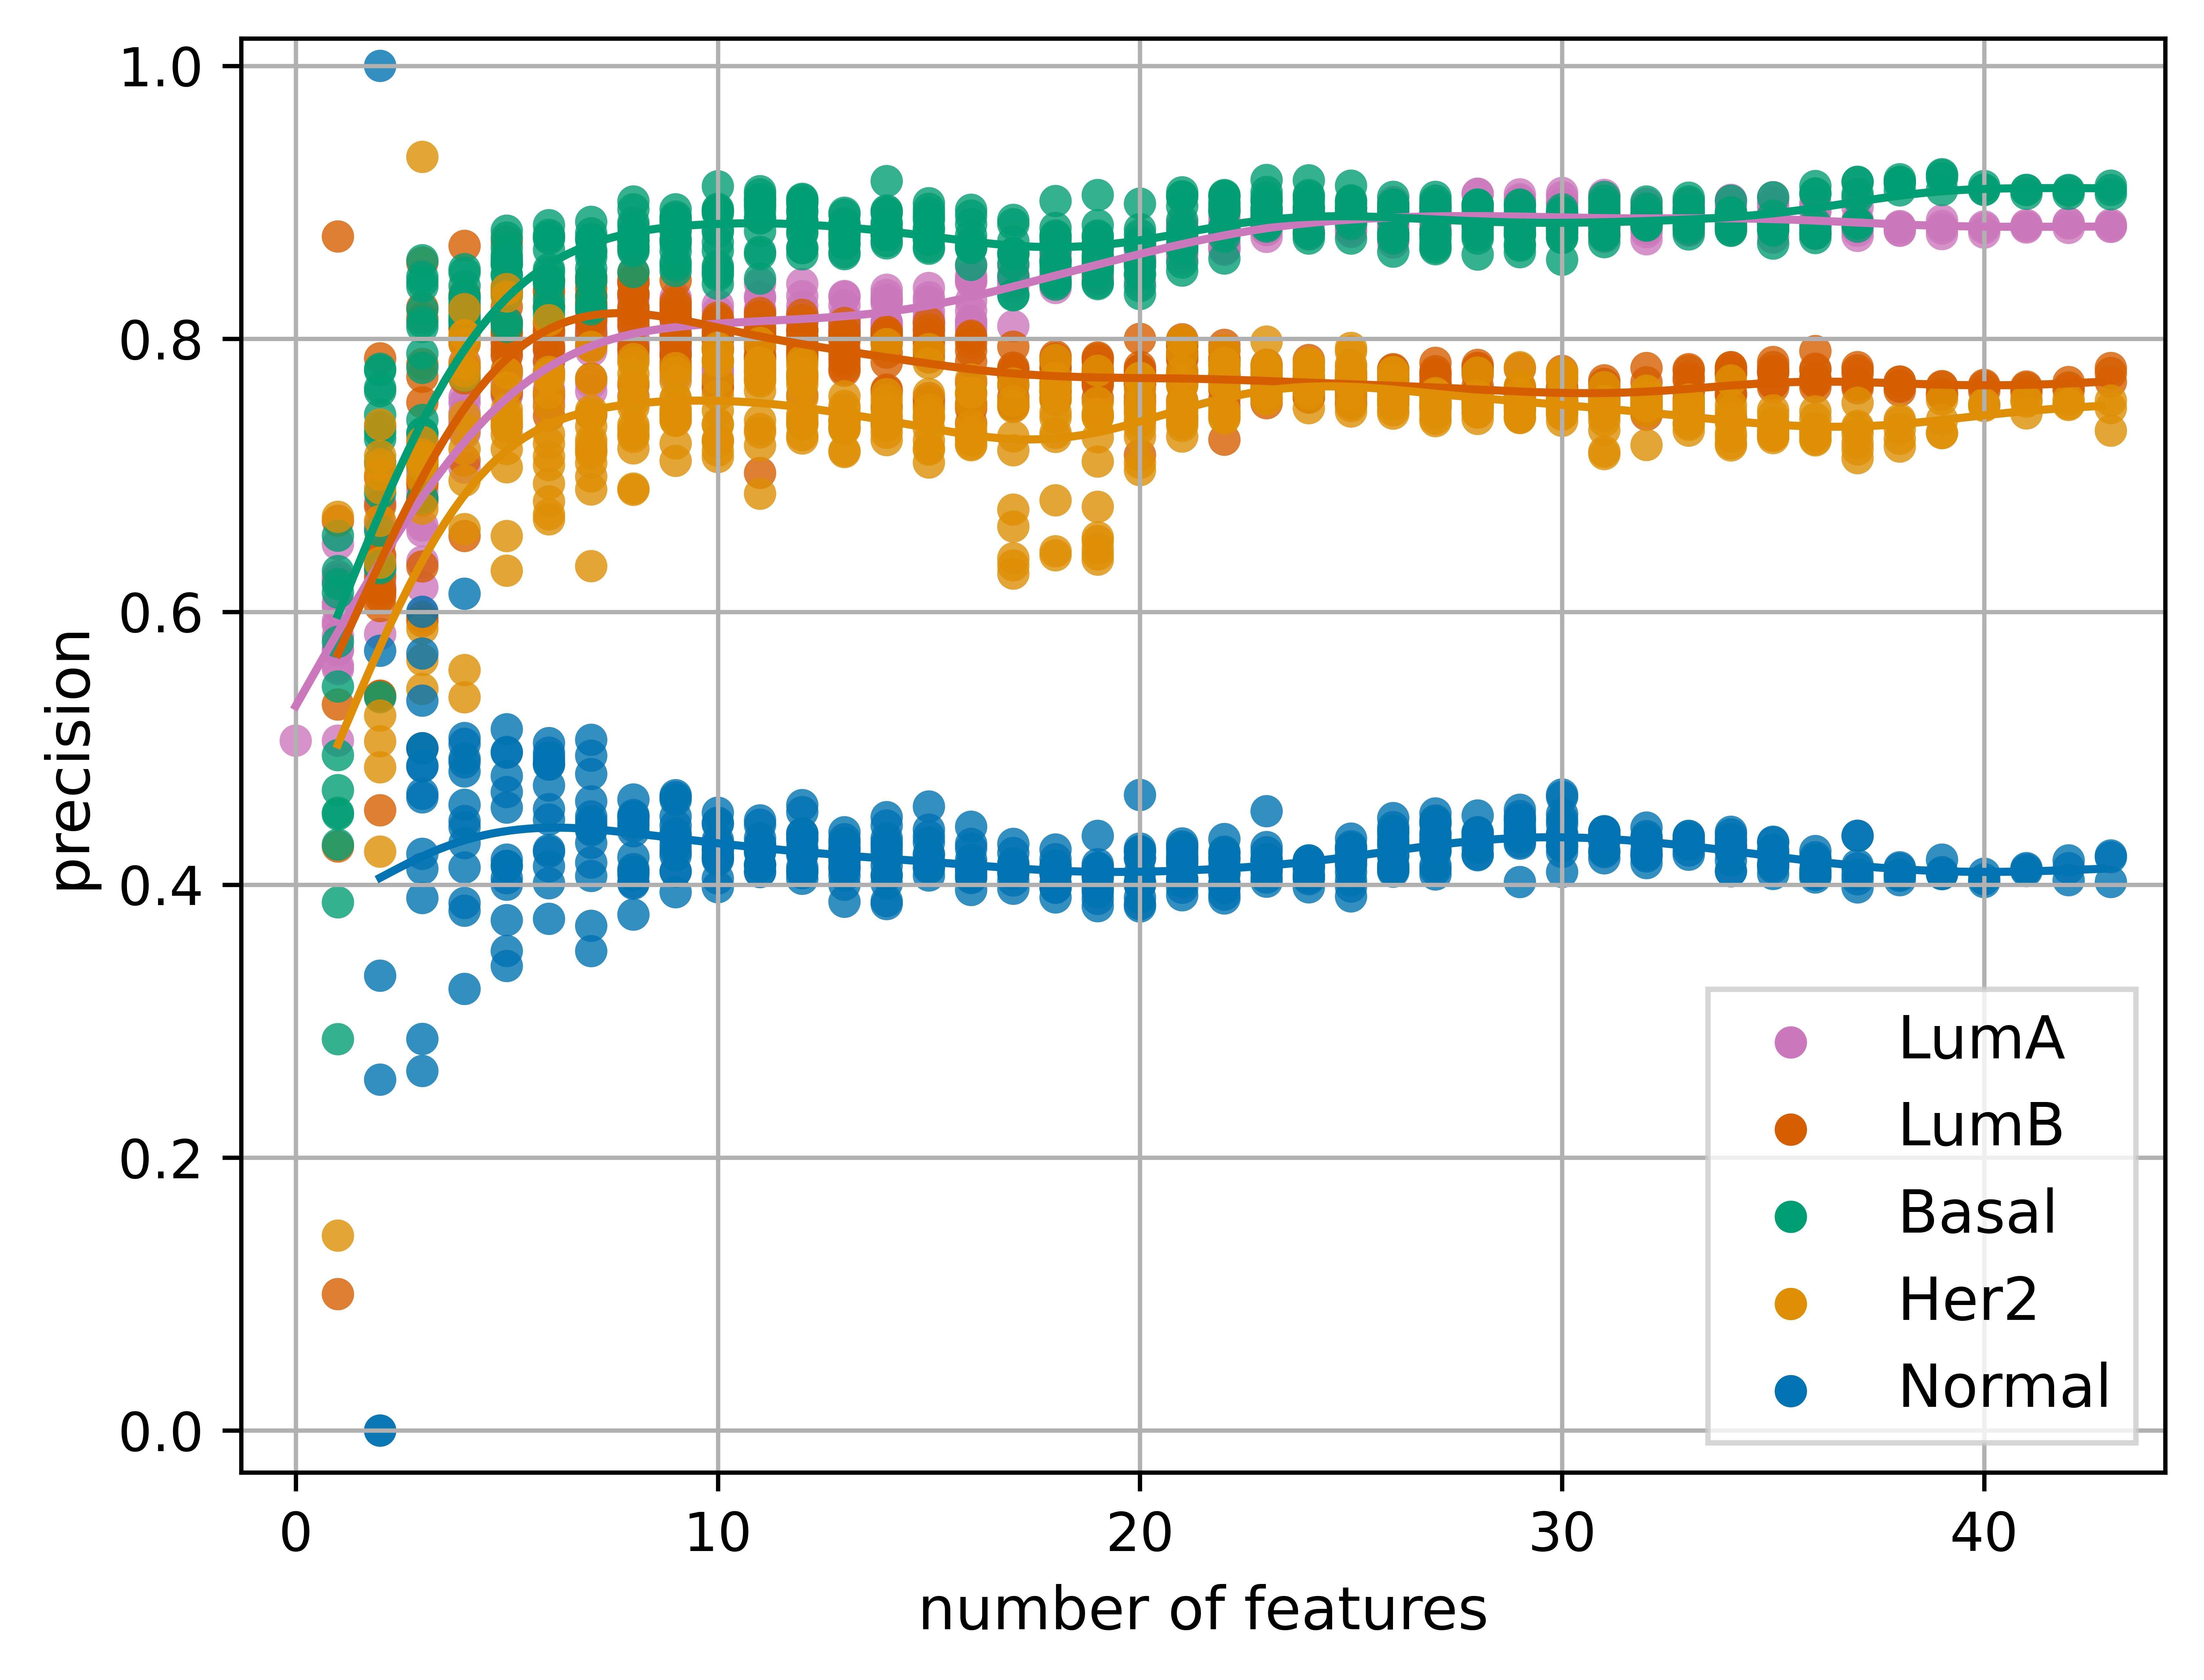 precision
1.0
0.8
0.6
0.4
0.2
0.0
0 10 20 30 40
number of features
LumA
LumB
Basal
Her2
Normal